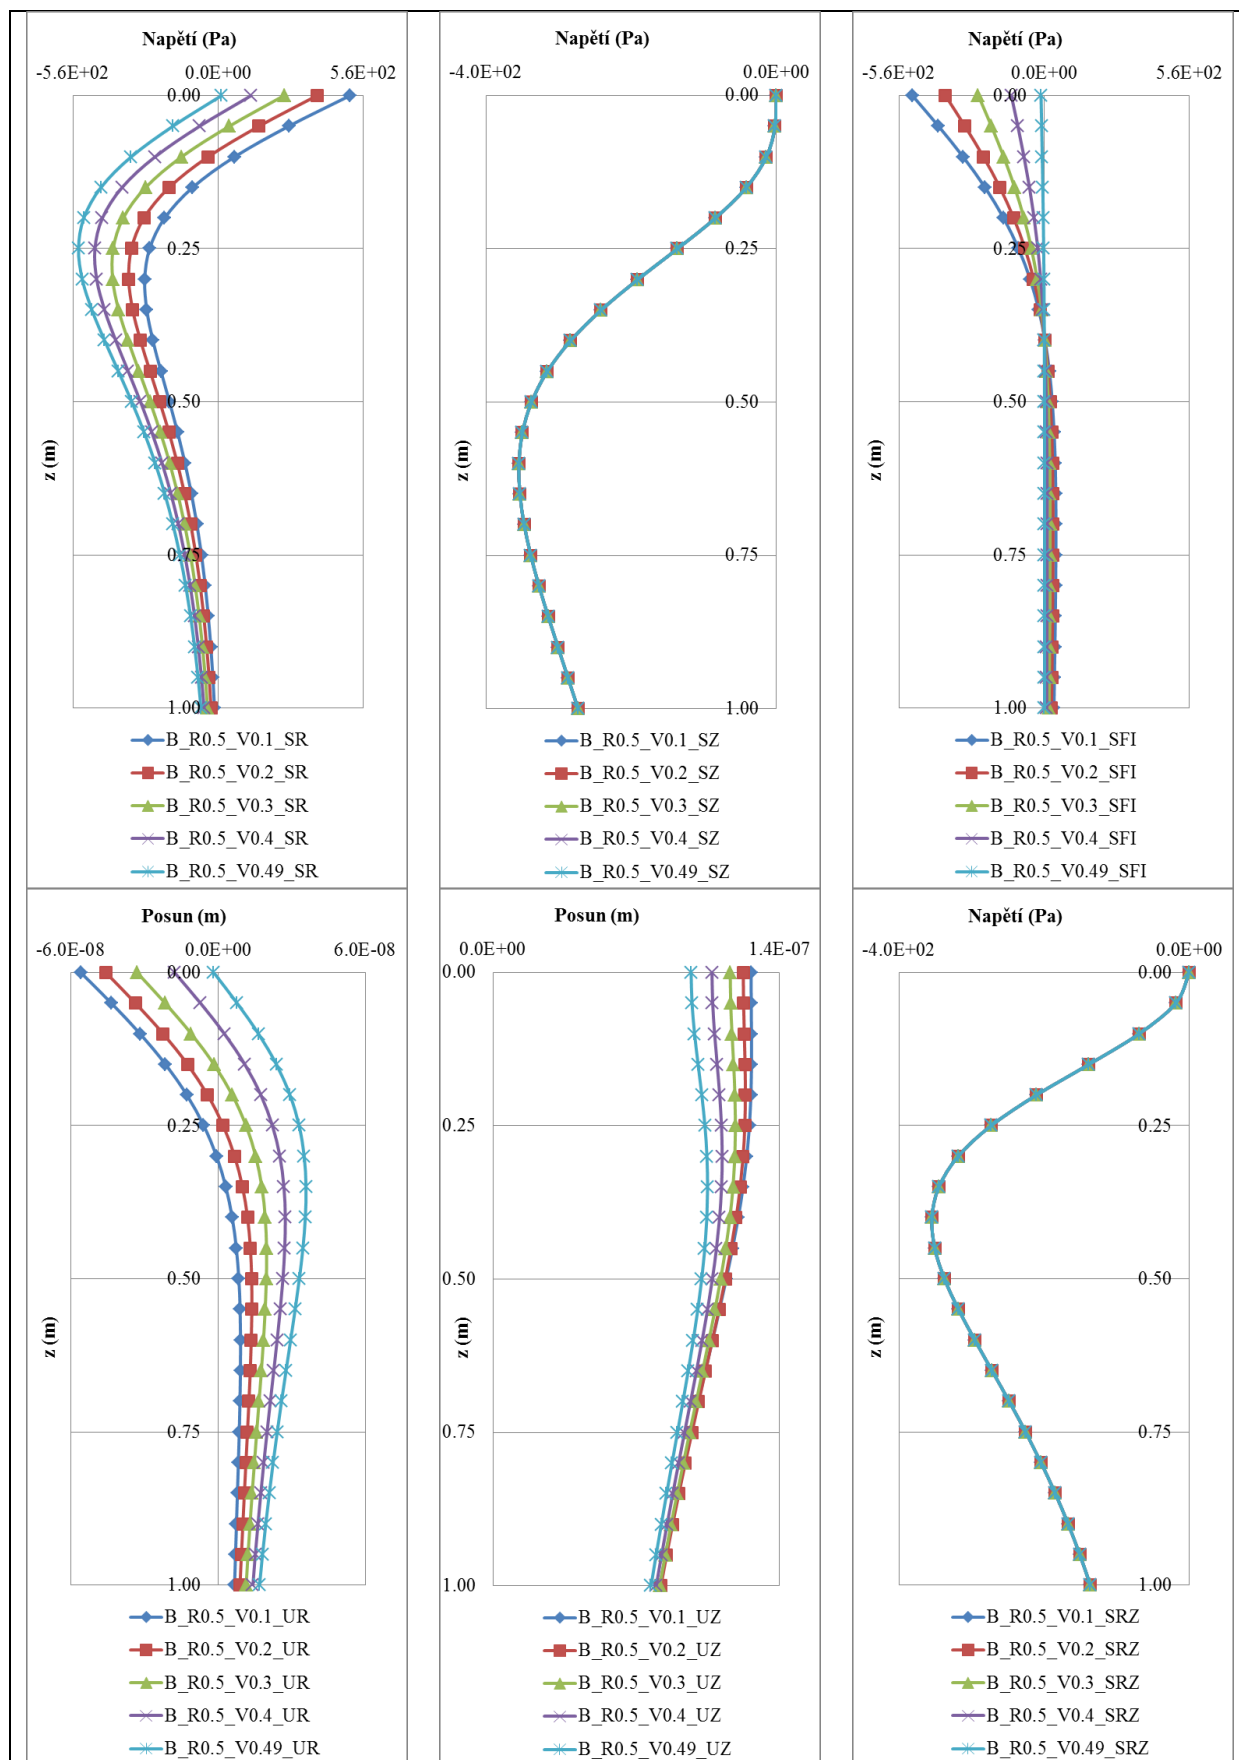 Napětí (Pa)
-5.6E+02 0.0E+00 5.6E+02
0.00
0.25
0.50
0.75
1.00
z (m)
B_R0.5_V0.1_SR
B_R0.5_V0.2_SR
B_R0.5_V0.3_SR
B_R0.5_V0.4_SR
B_R0.5_V0.49_SR
Napětí (Pa)
-4.0E+02 0.0E+00
0.00
0.25
0.50
0.75
1.00
z (m)
B_R0.5_V0.1_SZ
B_R0.5_V0.2_SZ
B_R0.5_V0.3_SZ
B_R0.5_V0.4_SZ
B_R0.5_V0.49_SZ
Napětí (Pa)
-5.6E+02 0.0E+00 5.6E+02
0.00
0.25
0.50
0.75
1.00
z (m)
B_R0.5_V0.1_SFI
B_R0.5_V0.2_SFI
B_R0.5_V0.3_SFI
B_R0.5_V0.4_SFI
B_R0.5_V0.49_SFI
Posun (m)
-6.0E-08 0.0E+00 6.0E-08
0.00
0.25
0.50
0.75
1.00
z (m)
B_R0.5_V0.1_UR
B_R0.5_V0.2_UR
B_R0.5_V0.3_UR
B_R0.5_V0.4_UR
B_R0.5_V0.49_UR
Posun (m)
0.0E+00 1.4E-07
0.00
0.25
0.50
0.75
1.00
z (m)
B_R0.5_V0.1_UZ
B_R0.5_V0.2_UZ
B_R0.5_V0.3_UZ
B_R0.5_V0.4_UZ
B_R0.5_V0.49_UZ
Napětí (Pa)
-4.0E+02 0.0E+00
0.00
0.25
0.50
0.75
1.00
z (m)
B_R0.5_V0.1_SRZ
B_R0.5_V0.2_SRZ
B_R0.5_V0.3_SRZ
B_R0.5_V0.4_SRZ
B_R0.5_V0.49_SRZ